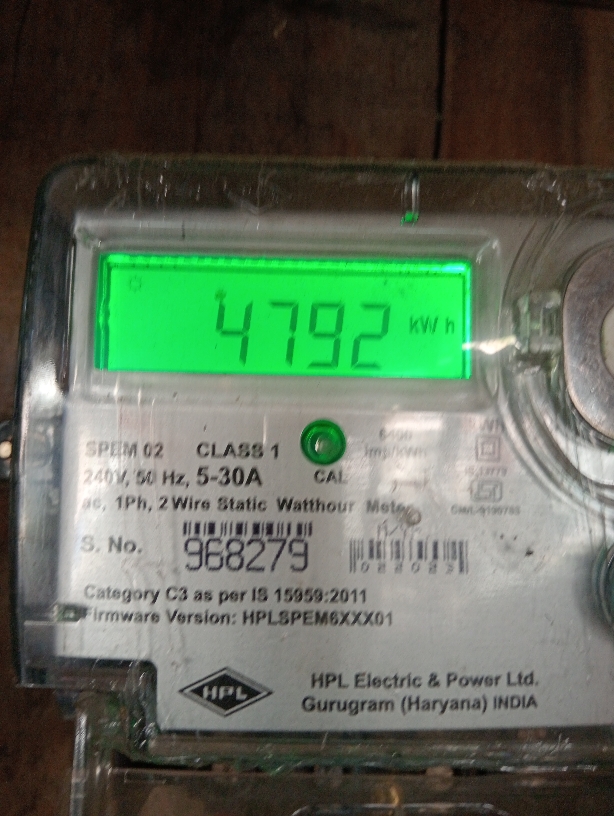 4792 kWh
SPEM 02 CLASS 1
240V, 50 Hz, 5-30A CAL
ac, 1Ph, 2 Wire Static Watthour Meter
S. No. 968279
022023
Category C3 as per IS 15959:2011
Firmware Version: HPLSPEM6XXX01
HPL
HPL Electric & Power Ltd.
Gurugram (Haryana) INDIA